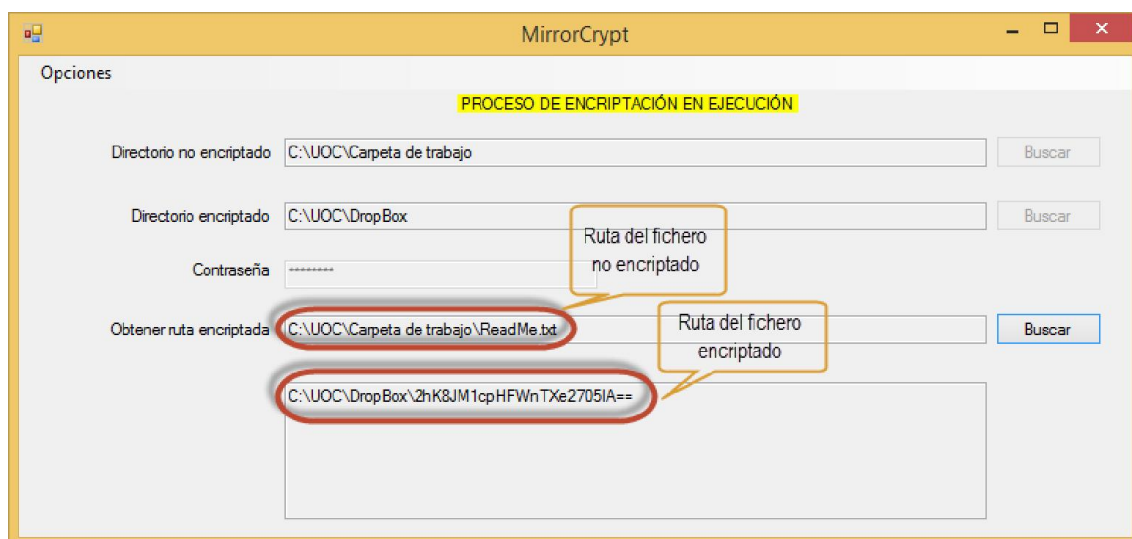 MirrorCrypt
Opciones
PROCESO DE ENCRIPTACIÓN EN EJECUCIÓN
Directorio no encriptado C:\UOC\Carpeta de trabajo Buscar
Directorio encriptado C:\UOC\DropBox Buscar
Ruta del fichero
no encriptado
Contraseña --------
Obtener ruta encriptada C:\UOC\Carpeta de trabajo\ReadMe.txt Buscar
Ruta del fichero
encriptado
C:\UOC\DropBox\2hK8JM1cpHFWnTXe2705IA==